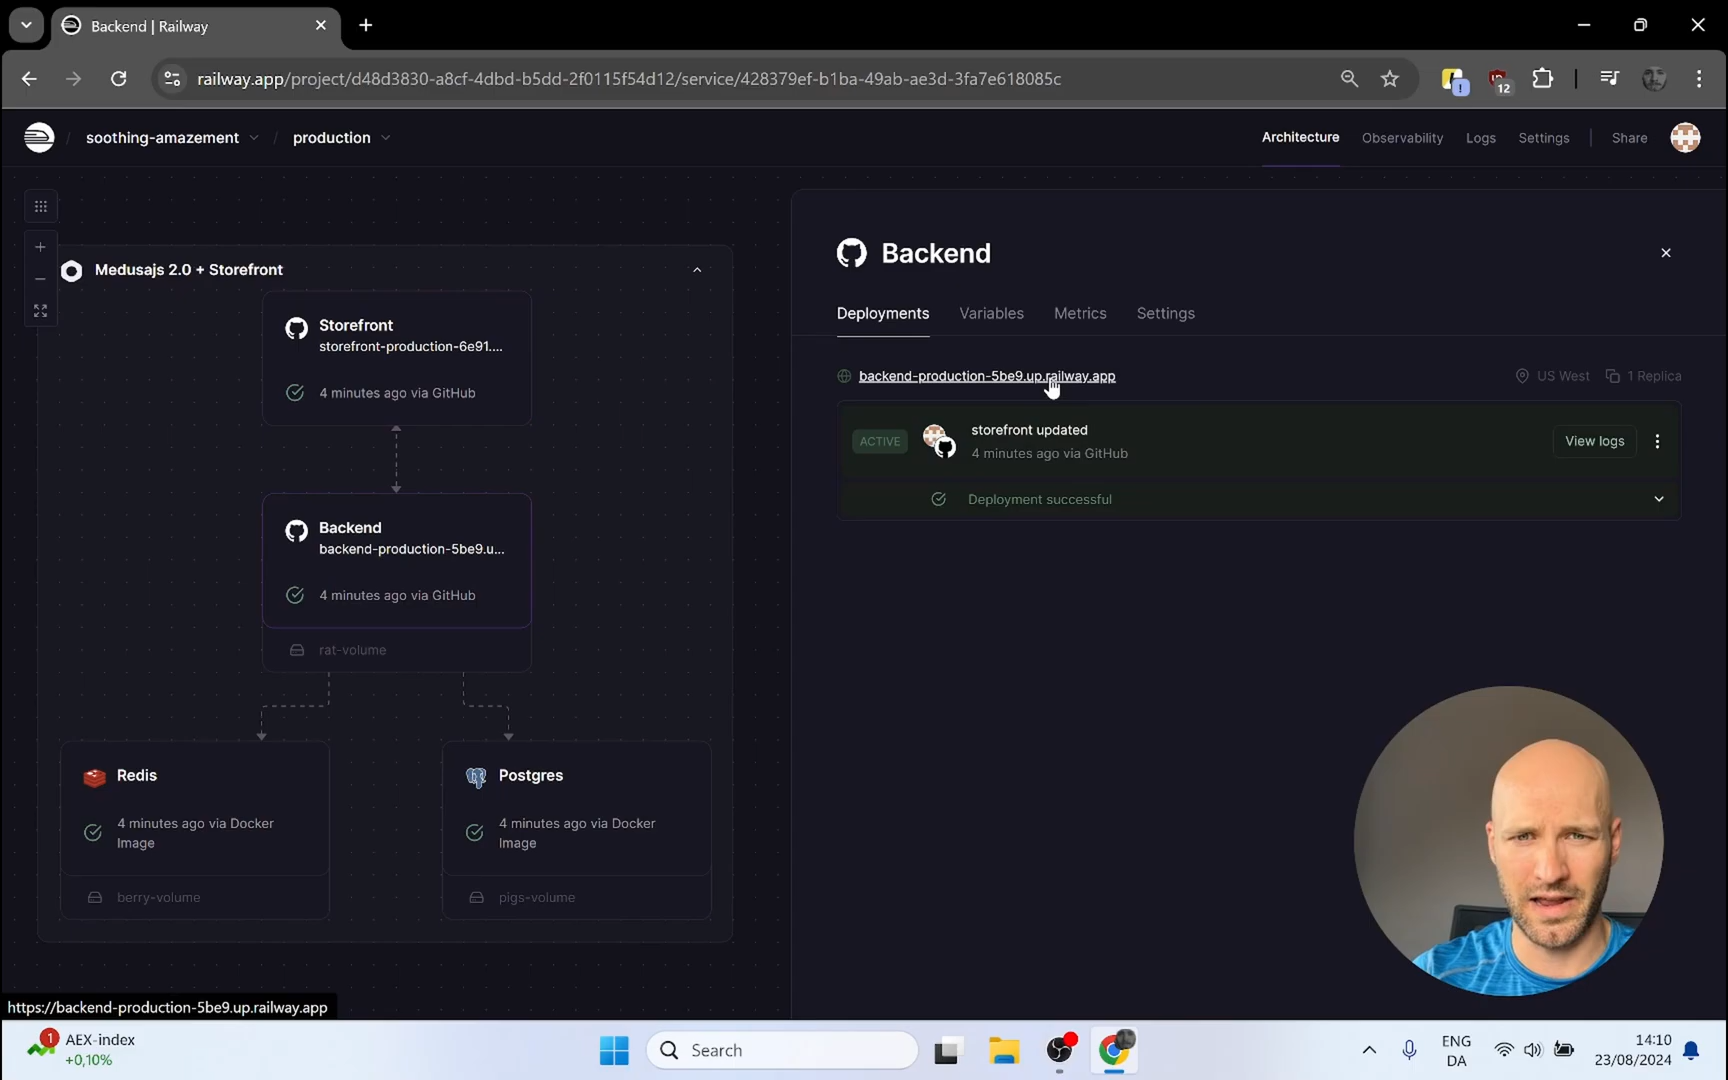 Backend | Railway
railway.app/project/d48d3830-a8cf-4dbd-b5dd-2f0115f54d12/service/428379ef-b1ba-49ab-ae3d-3fa7e618085c
!
12
/ soothing-amazement / production
Architecture Observability Logs Settings | Share
Medusajs 2.0 + Storefront
Storefront
storefront-production-6e91....
4 minutes ago via GitHub
Backend
backend-production-5be9.u...
4 minutes ago via GitHub
rat-volume
Redis
4 minutes ago via Docker
Image
berry-volume
Postgres
4 minutes ago via Docker
Image
pigs-volume
Backend
Deployments Variables Metrics Settings
backend-production-5be9.up.railway.app
US West 1 Replica
ACTIVE
storefront updated
4 minutes ago via GitHub
View logs
Deployment successful
https://backend-production-5be9.up.railway.app
1
AEX-index
+0,10%
Search
ENG
DA
14:10
23/08/2024